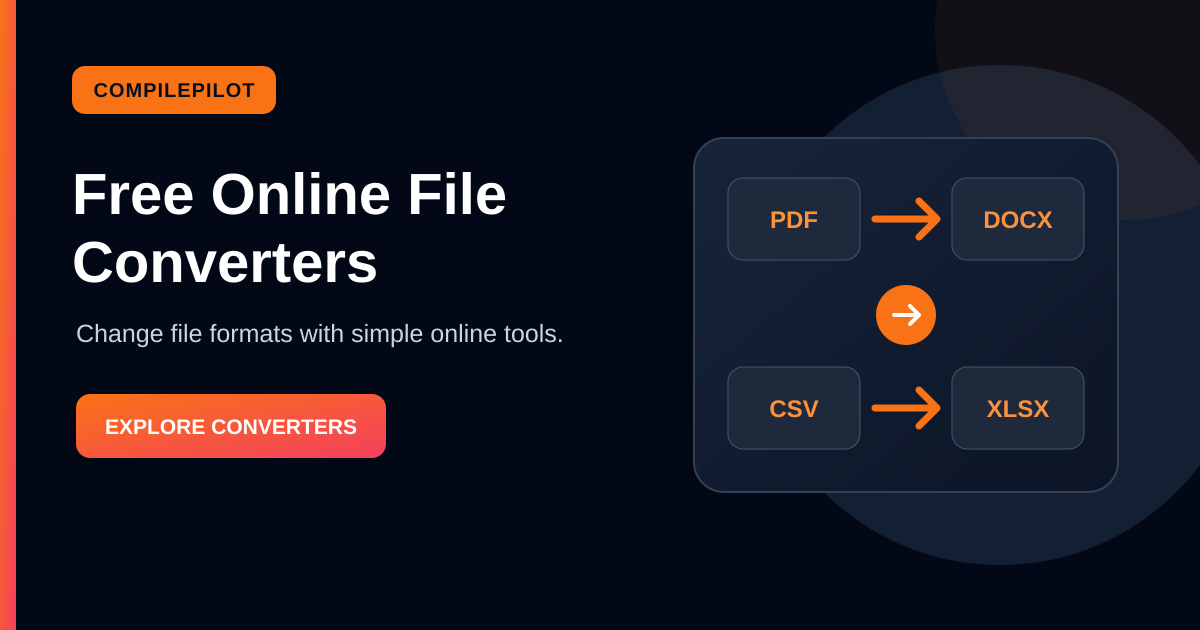 COMPILEPILOT
Free Online File
Converters
Change file formats with simple online tools.
EXPLORE CONVERTERS
PDF
DOCX
CSV
XLSX